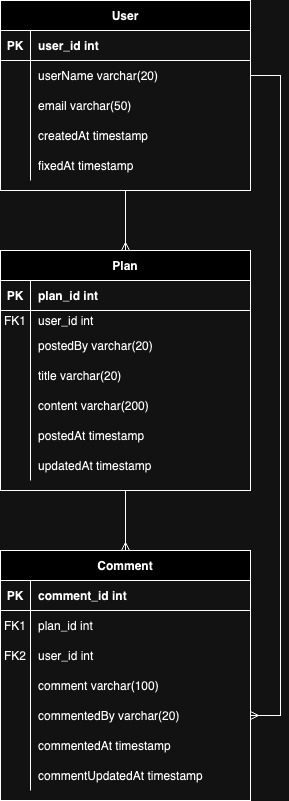 User
PK user_id int
userName varchar(20)
email varchar(50)
createdAt timestamp
fixedAt timestamp
Plan
PK plan_id int
FK1 user_id int
postedBy varchar(20)
title varchar(20)
content varchar(200)
postedAt timestamp
updatedAt timestamp
Comment
PK comment_id int
FK1 plan_id int
FK2 user_id int
comment varchar(100)
commentedBy varchar(20)
commentedAt timestamp
commentUpdatedAt timestamp